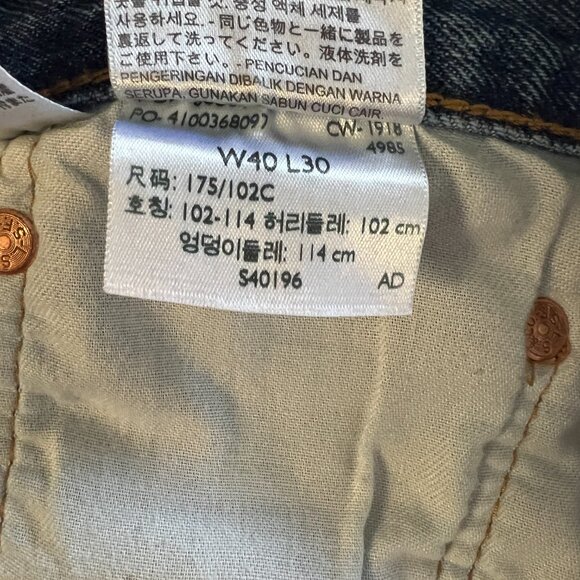 사용하세요. - 同じ色物と一緒に製品を
裏返して洗ってください。液体洗剤を
ご使用下さい。 - PENCUCIAN DAN
PENGERINGAN DIBALIK DENGAN WARNA
SERUPA, GUNAKAN SABUN CUCI CAIR
PO- 4100368097 CW- 1918
4985
W40 L30
尺码: 175/102C
호칭: 102-114 허리둘레: 102 cm
엉덩이둘레: 114 cm
S40196 AD